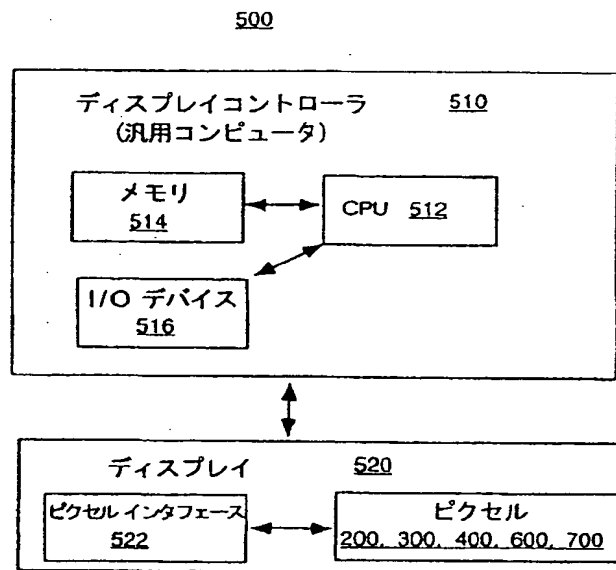 500
ディスプレイコントローラ 510
(汎用コンピュータ)
メモリ
514
CPU 512
I/O デバイス
516
ディスプレイ 520
ピクセル インタフェース
522
ピクセル
200, 300, 400, 600, 700